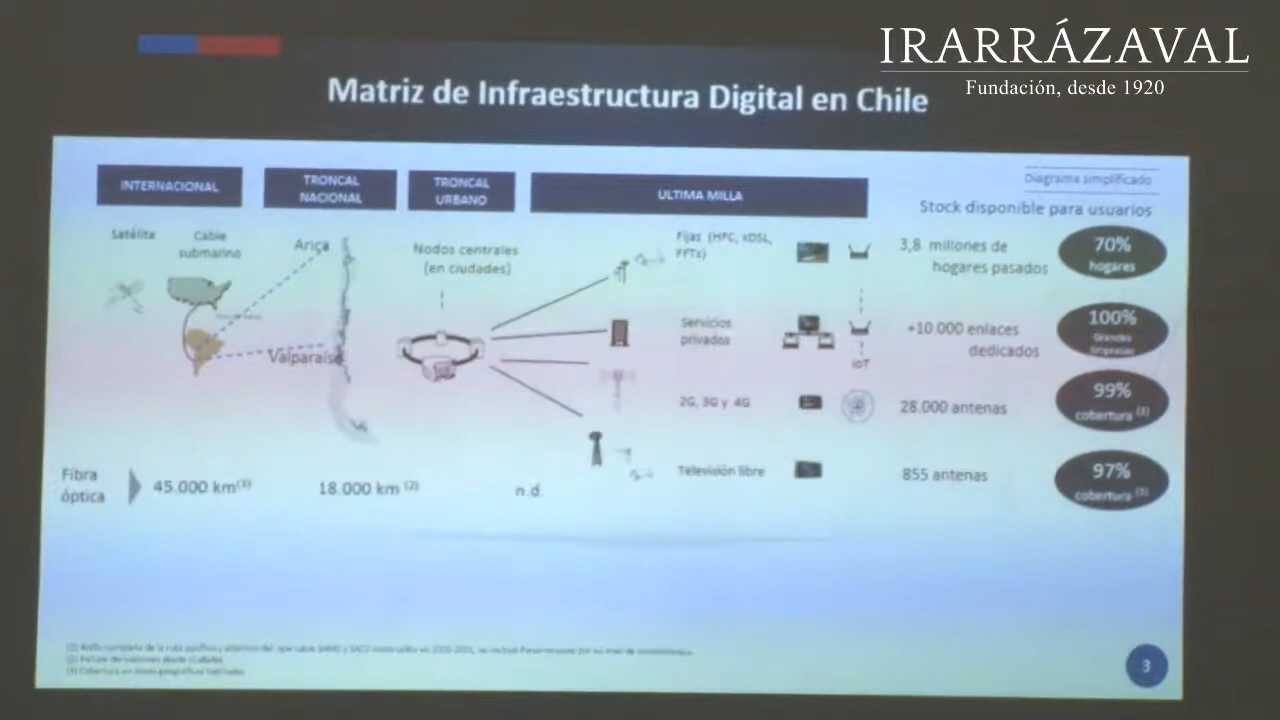 IRARRÁZAVAL
Fundación, desde 1920
Matriz de Infraestructura Digital en Chile
INTERNACIONAL
TRONCAL
NACIONAL
TRONCAL
URBANO
ULTIMA MILLA
Diagrama simplificado
Stock disponible para usuarios
Satélite
Cable
submarino
Arica
Valparaíso
Nodos centrales
(en ciudades)
Fijas (HFC, xDSL,
FFTx)
3,8 millones de
hogares pasados
70%
hogares
Servicios
privados
IoT
+10.000 enlaces
dedicados
100%
Grandes
Empresas
2G, 3G y 4G
28.000 antenas
99%
cobertura (3)
Televisión libre
855 antenas
97%
cobertura (3)
Fibra
óptica
45.000 km(1)
18.000 km (2)
n.d.
3